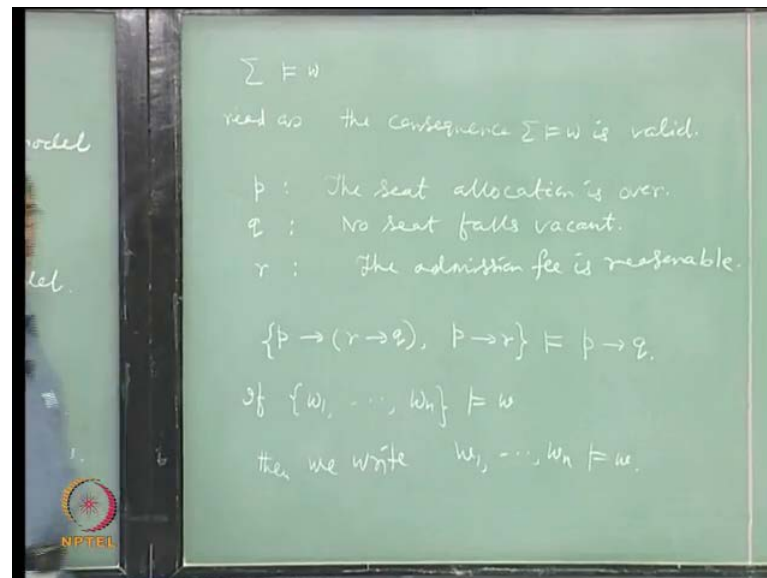 Σ ⊨ w
read as the consequence Σ ⊨ w is valid.
p : The seat allocation is over.
q : No seat falls vacant.
r : The admission fee is reasonable.
{p → (r → q), p → r} ⊨ p → q.
If {w₁, ..., wₙ} ⊨ w
then we write w₁, ..., wₙ ⊨ w.
model
del.
NPTEL